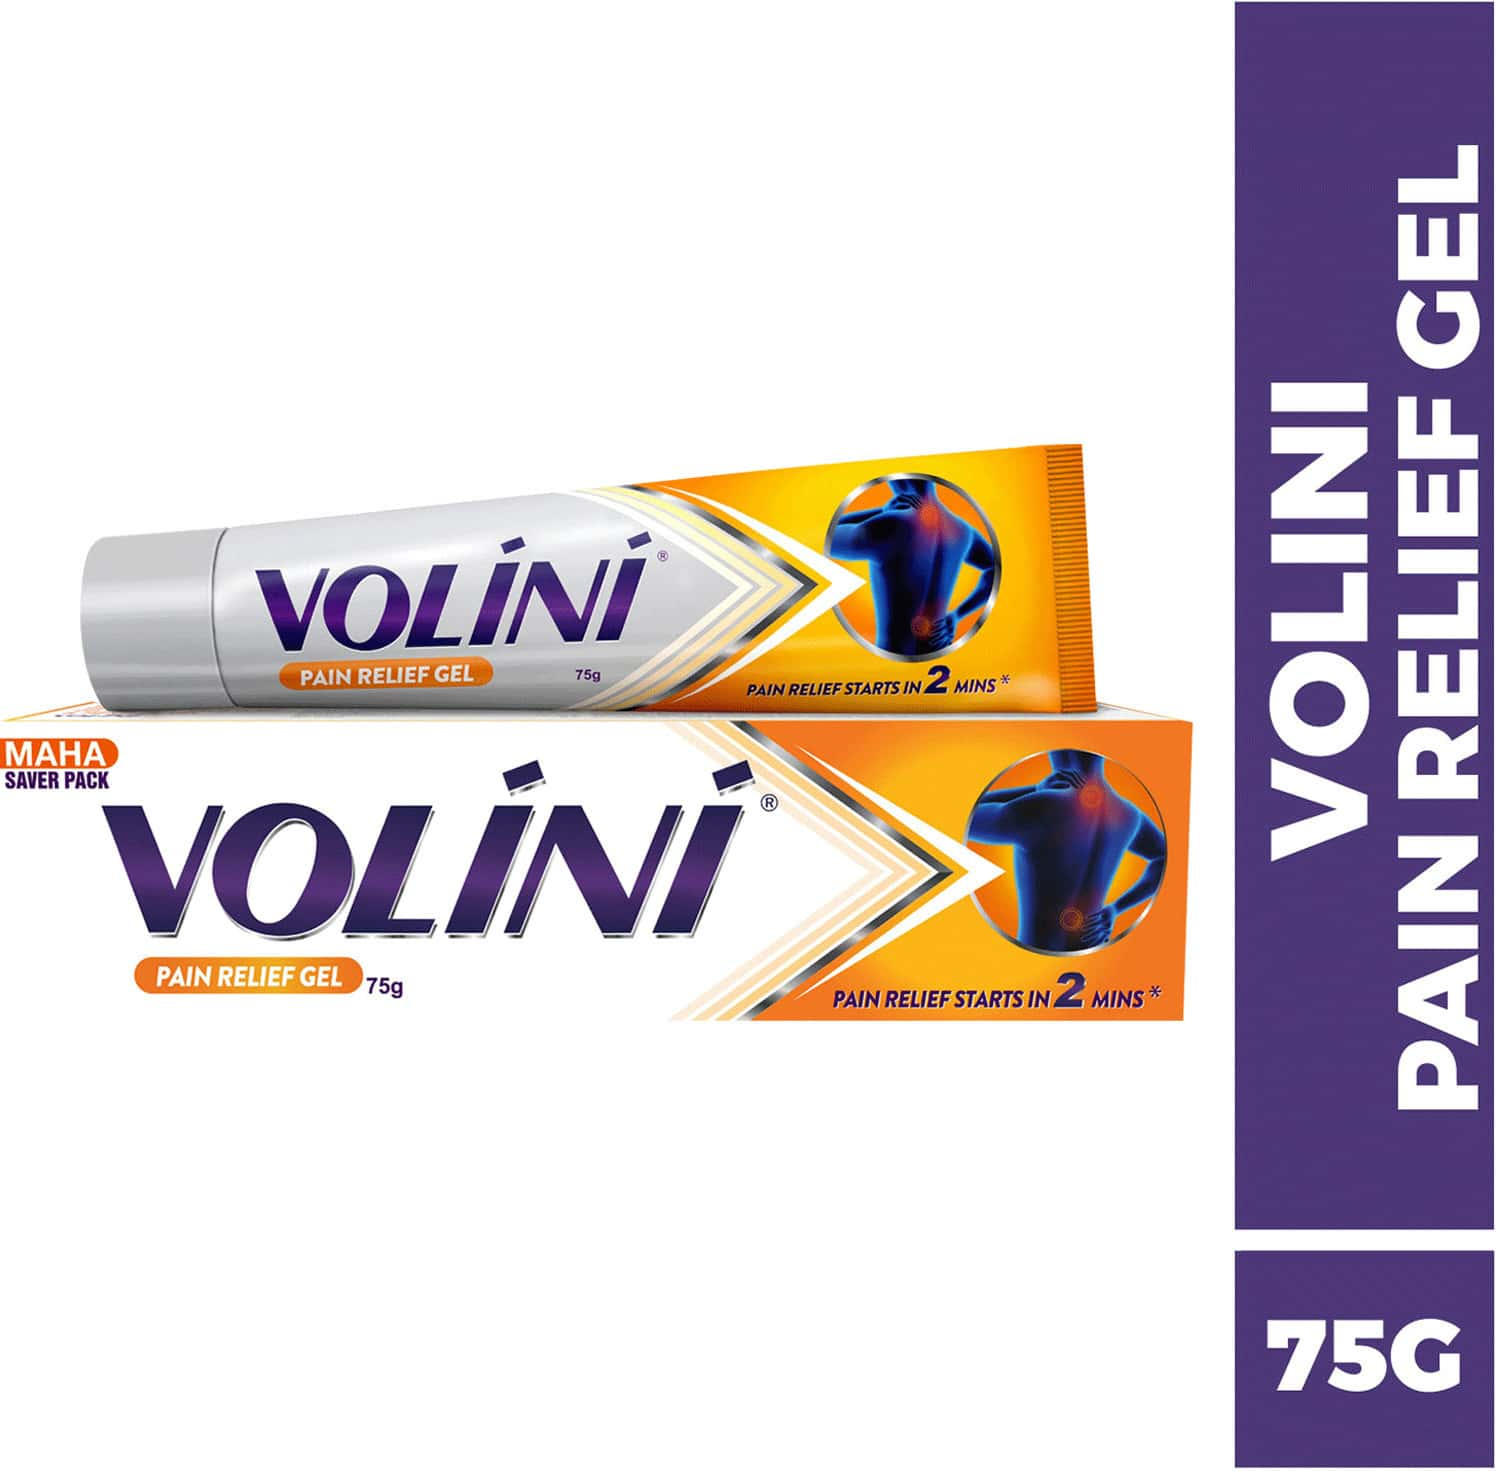 VOLINI®
PAIN RELIEF GEL
75g
PAIN RELIEF STARTS IN 2 MINS*
MAHA
SAVER PACK
VOLINI®
PAIN RELIEF GEL
75g
PAIN RELIEF STARTS IN 2 MINS*
VOLINI
PAIN RELIEF GEL
75G